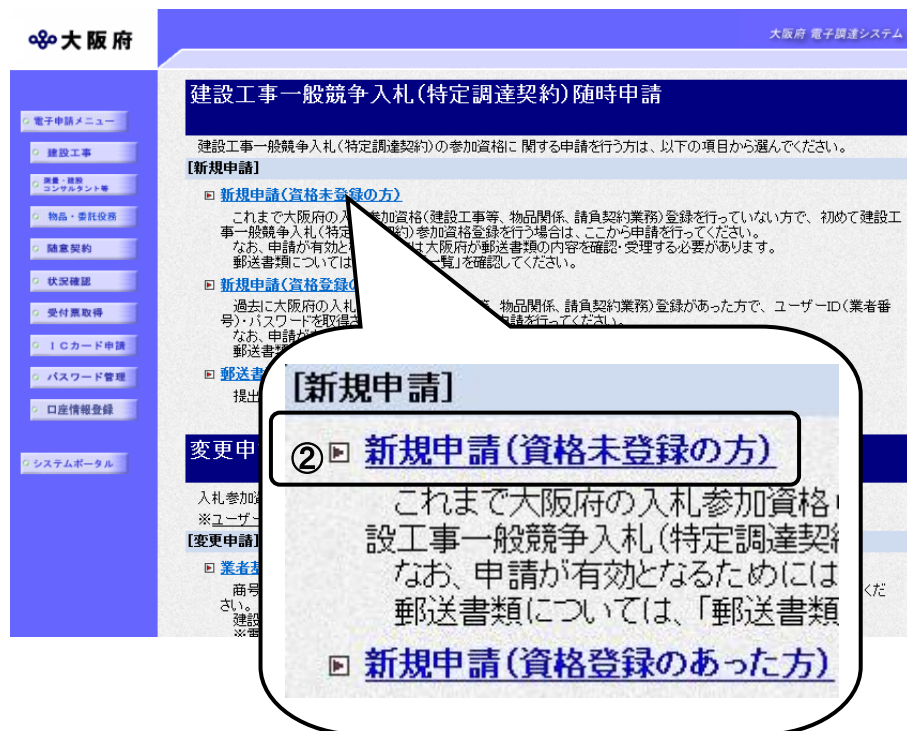 大阪府
大阪府 電子調達システム
電子申請メニュー
建設工事
測量・建設
コンサルタント等
物品・委託役務
随意契約
状況確認
受付票取得
ICカード申請
パスワード管理
口座情報登録
システムポータル
建設工事一般競争入札(特定調達契約)随時申請
建設工事一般競争入札(特定調達契約)の参加資格に関する申請を行う方は、以下の項目から選んでください。
[新規申請]
新規申請(資格未登録の方)
これまで大阪府の入 参加資格(建設工事等、物品関係、請負契約業務)登録を行っていない方で、初めて建設工
事一般競争入札(特定 契約)参加資格登録を行う場合は、ここから申請を行ってください。
なお、申請が有効と は大阪府が郵送書類の内容を確認・受理する必要があります。
郵送書類については 一覧」を確認してください。
新規申請(資格登録
過去に大阪府の入札 物品関係、請負契約業務)登録があった方で、ユーザーID(業者番
号)・パスワードを取得 申請を行ってください。
なお、申請が
郵送書
郵送書
提出
変更申
入札参加
※ユーザー
[変更申請]
業者
商号 くだ
さい。
建設
[新規申請]
② 新規申請(資格未登録の方)
これまで大阪府の入札参加資格(
設工事一般競争入札(特定調達契
なお、申請が有効となるためには
郵送書類については、「郵送書類
新規申請(資格登録のあった方)